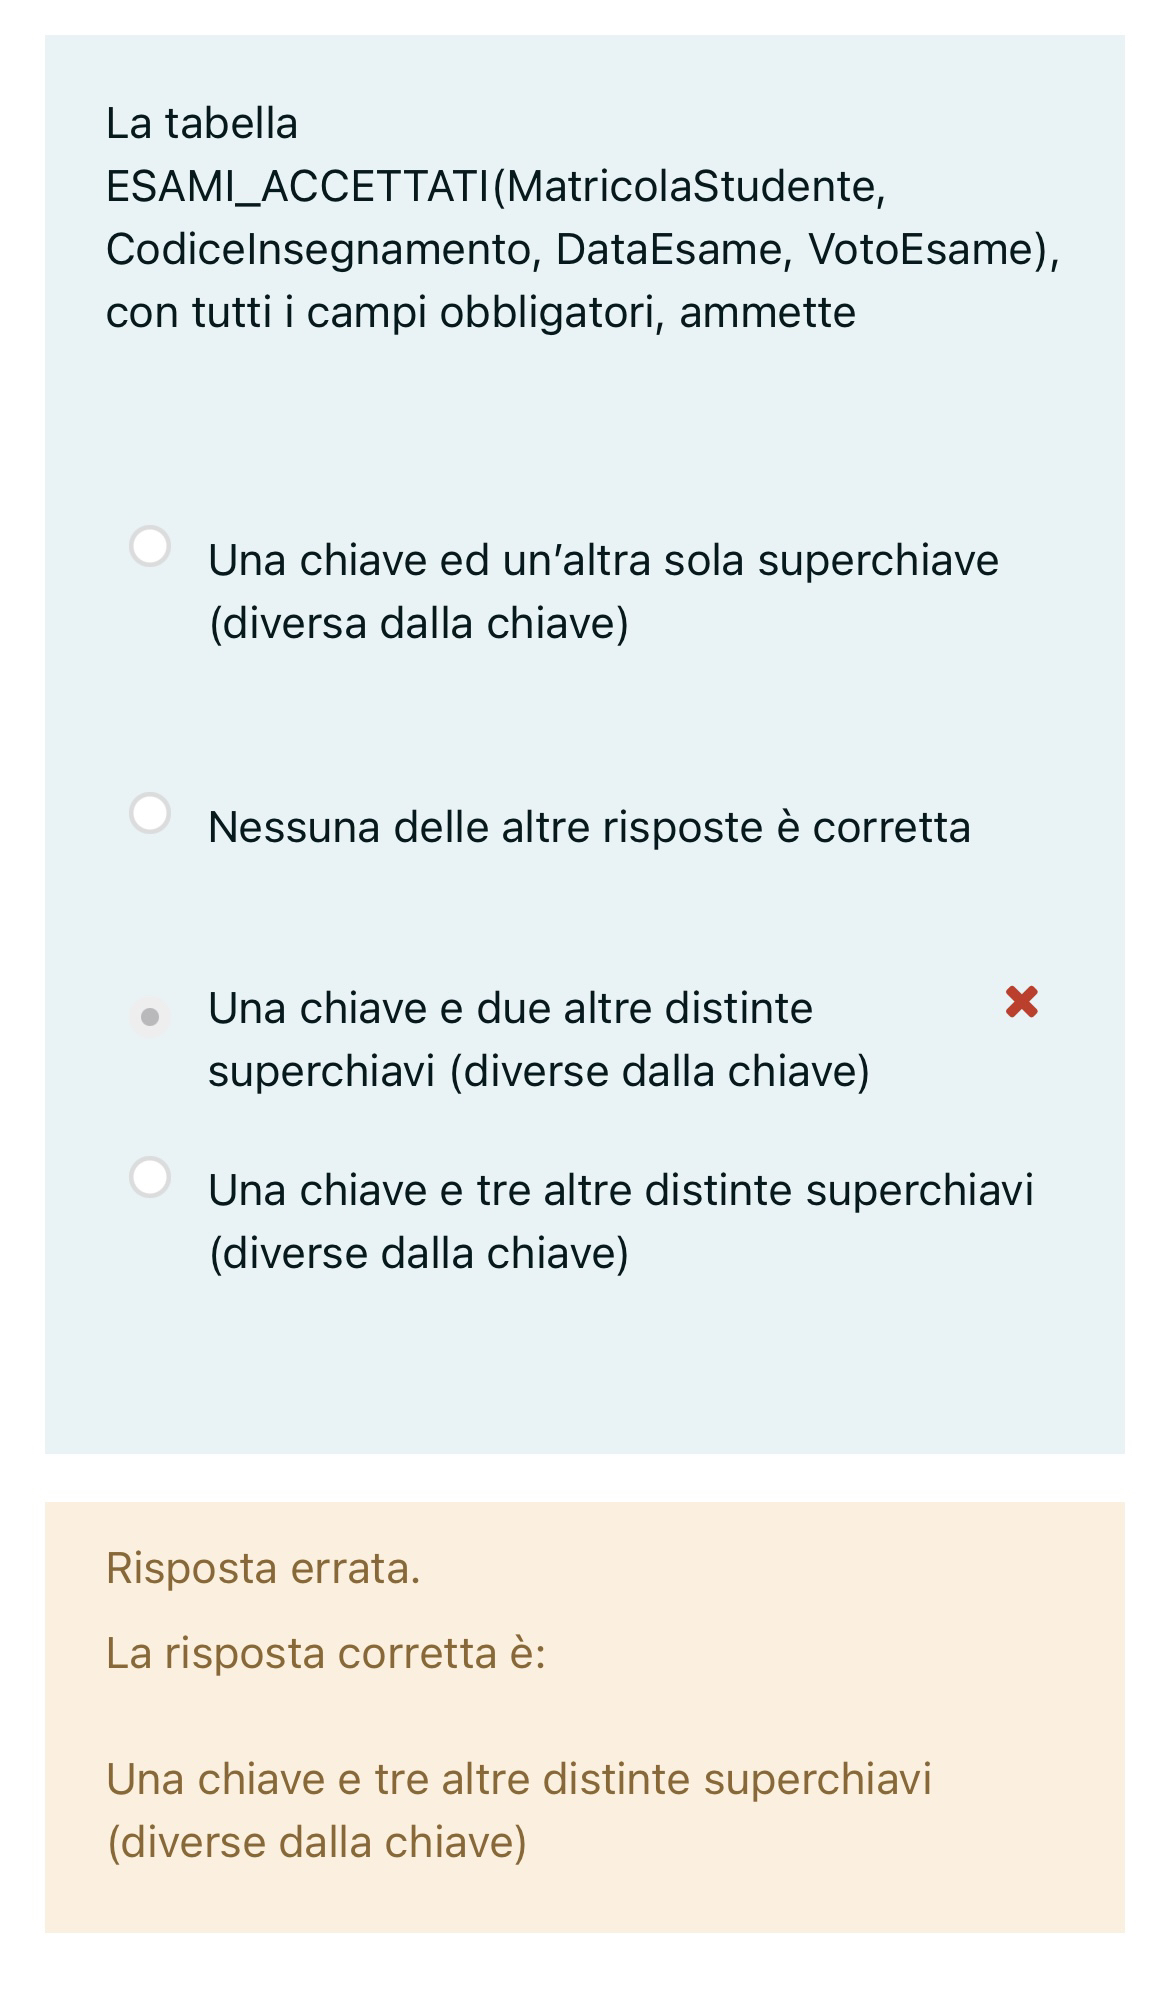 La tabella
ESAMI_ACCETTATI(MatricolaStudente,
CodiceInsegnamento, DataEsame, VotoEsame),
con tutti i campi obbligatori, ammette
Una chiave ed un’altra sola superchiave
(diversa dalla chiave)
Nessuna delle altre risposte è corretta
Una chiave e due altre distinte
superchiavi (diverse dalla chiave)
Una chiave e tre altre distinte superchiavi
(diverse dalla chiave)
Risposta errata.
La risposta corretta è:
Una chiave e tre altre distinte superchiavi
(diverse dalla chiave)